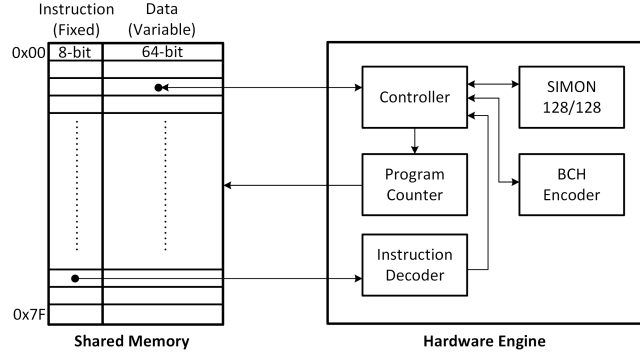 Instruction
(Fixed)
Data
(Variable)
0x00
8-bit
64-bit
0x7F
Shared Memory
Controller
SIMON
128/128
Program
Counter
BCH
Encoder
Instruction
Decoder
Hardware Engine